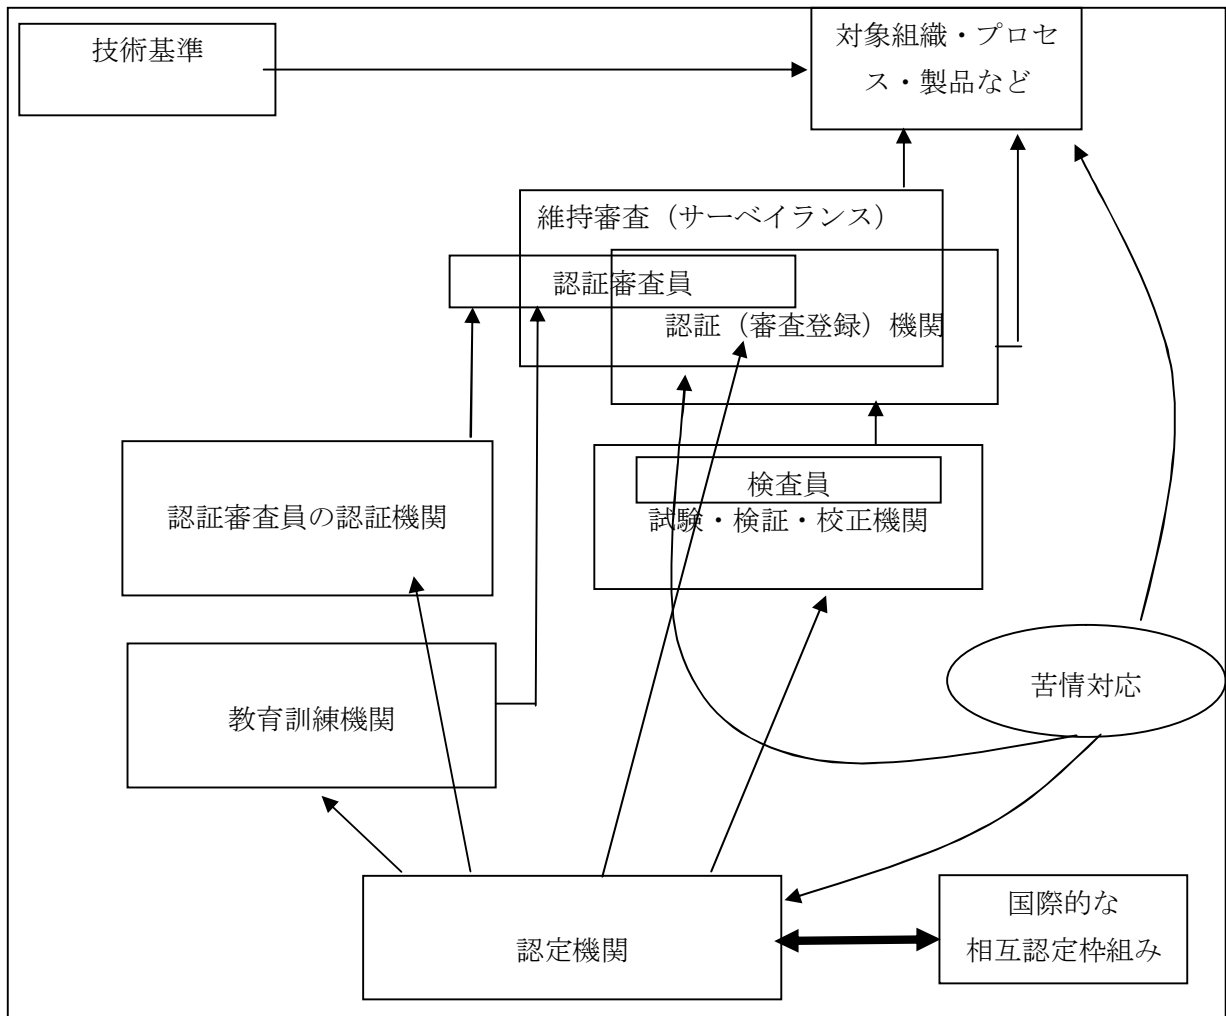 技術基準
対象組織・プロセ
ス・製品など
維持審査（サーベイランス）
認証審査員
認証（審査登録）機関
検査員
試験・検証・校正機関
認証審査員の認証機関
教育訓練機関
苦情対応
認定機関
国際的な
相互認定枠組み